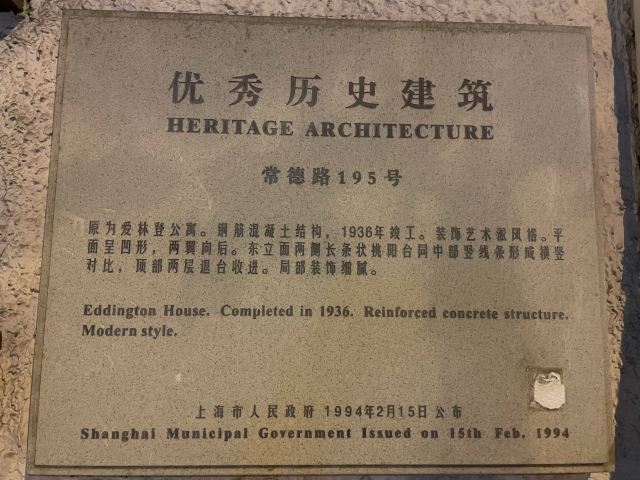 优秀历史建筑
HERITAGE ARCHITECTURE
常德路195号
原为爱林登公寓。钢筋混凝土结构，1936年竣工。装饰艺术派风格。平
面呈凹形，两翼向后。东立面两侧长条状挑阳台同中部竖线条形成横竖
对比，顶部两层退台收进。局部装饰细腻。
Eddington House. Completed in 1936. Reinforced concrete structure.
Modern style.
上海市人民政府 1994年2月15日公布
Shanghai Municipal Government Issued on 15th Feb. 1994